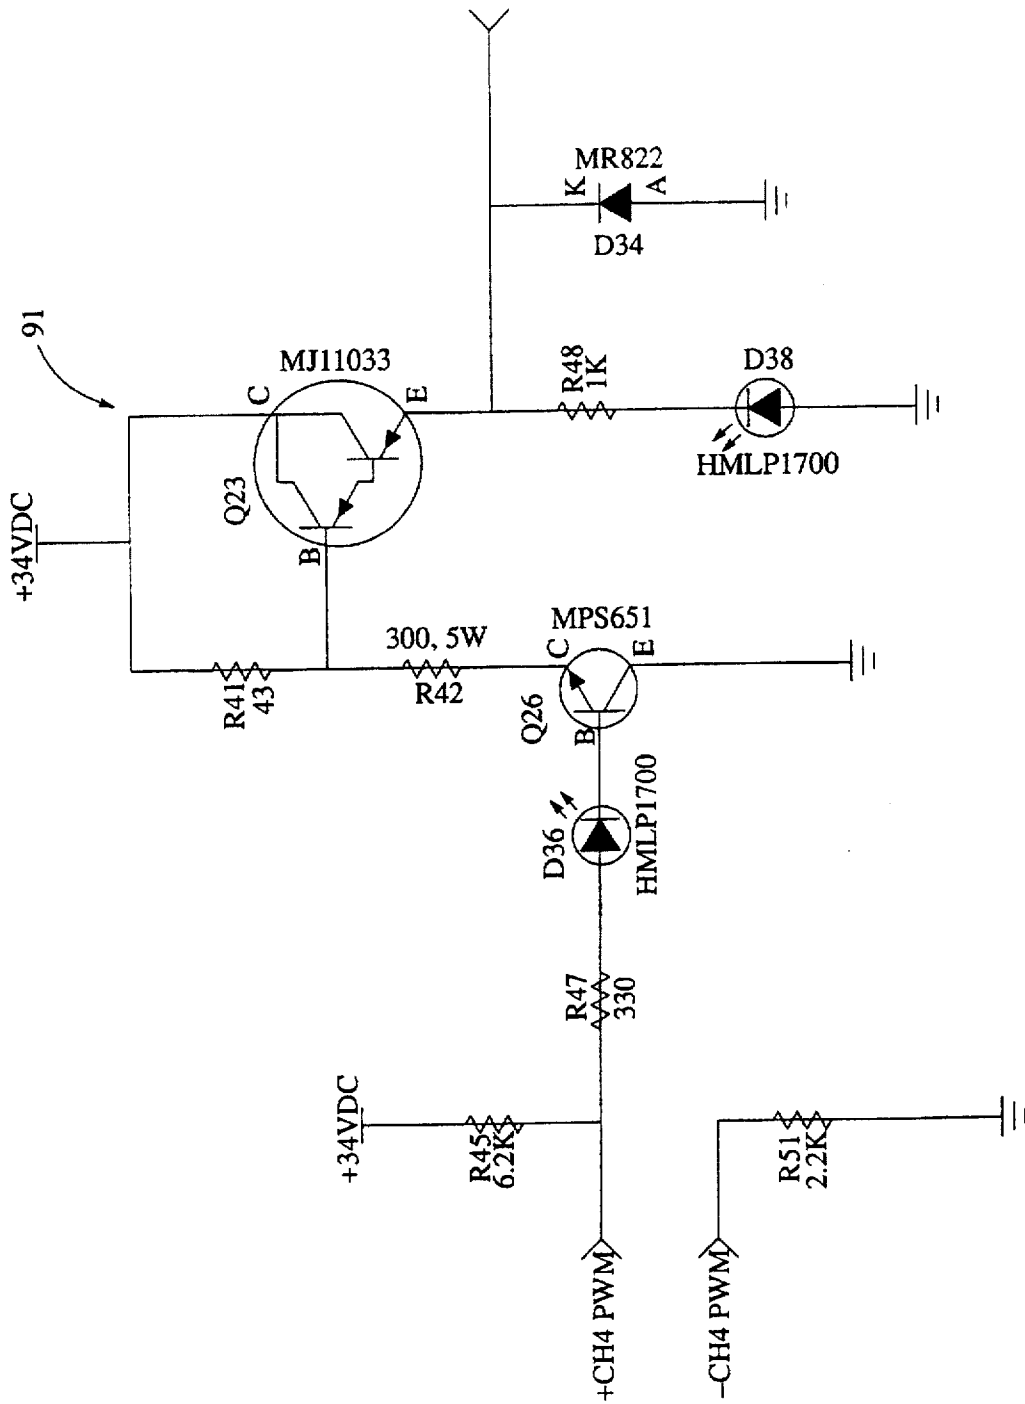 91
+34VDC
MJ11033
C
E
B
Q23
MR822
K
A
D34
R48
1K
D38
HMLP1700
R41
43
300, 5W
R42
MPS651
C
E
B
Q26
D36
HMLP1700
R47
330
+34VDC
R45
6.2K
R51
2.2K
+CH4 PWM
-CH4 PWM